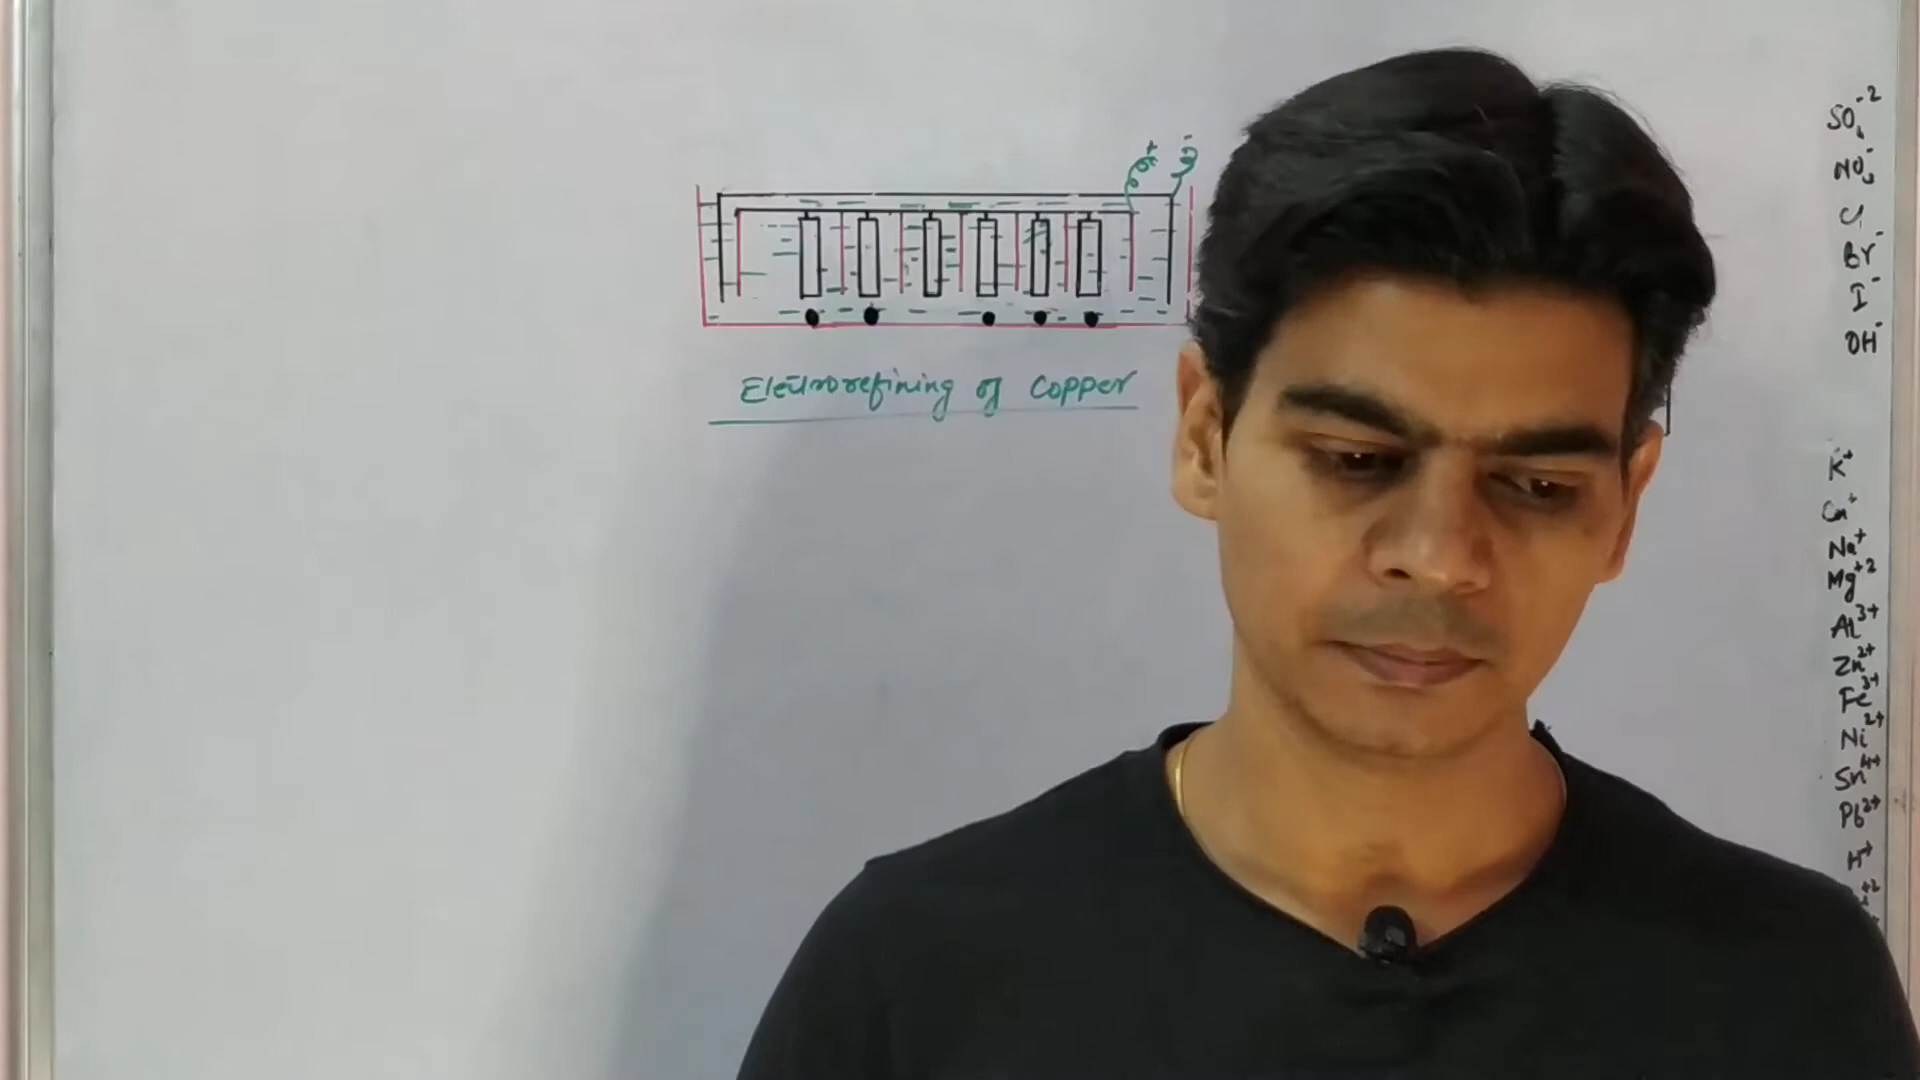 + -
Electrorefining of Copper
SO₄⁻²
NO₃⁻
Cl
Br⁻
I⁻
OH⁻
K⁺
Ca⁺
Na⁺
Mg⁺²
Al³⁺
Zn²⁺
Fe³⁺
Ni²⁺
Sn⁴⁺
Pb²⁺
H⁺